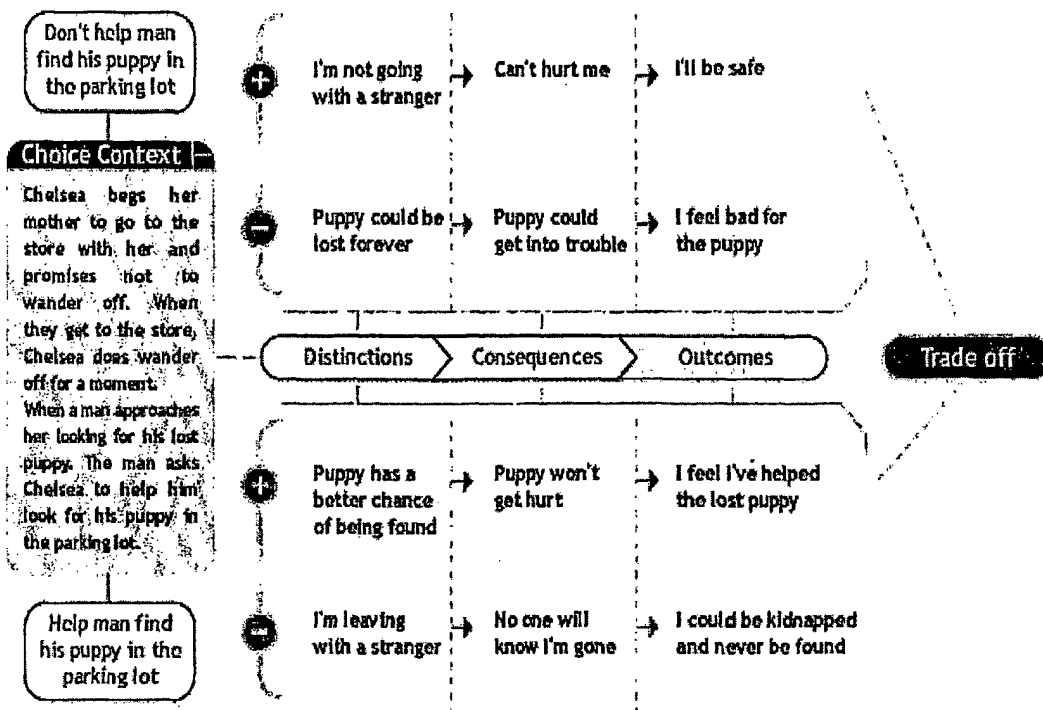 Don't help man
find his puppy in
the parking lot
Choice Context
Chelsea begs her
mother to go to the
store with her and
promises not to
wander off. When
they get to the store,
Chelsea does wander
off for a moment.
When a man approaches
her looking for his lost
puppy. The man asks
Chelsea to help him
look for his puppy in
the parking lot.
Help man find
his puppy in the
parking lot
+
I'm not going
with a stranger
Can't hurt me
I'll be safe
−
Puppy could be
lost forever
Puppy could
get into trouble
I feel bad for
the puppy
Distinctions
Consequences
Outcomes
Trade off
+
Puppy has a
better chance
of being found
Puppy won't
get hurt
I feel I've helped
the lost puppy
−
I'm leaving
with a stranger
No one will
know I'm gone
I could be kidnapped
and never be found